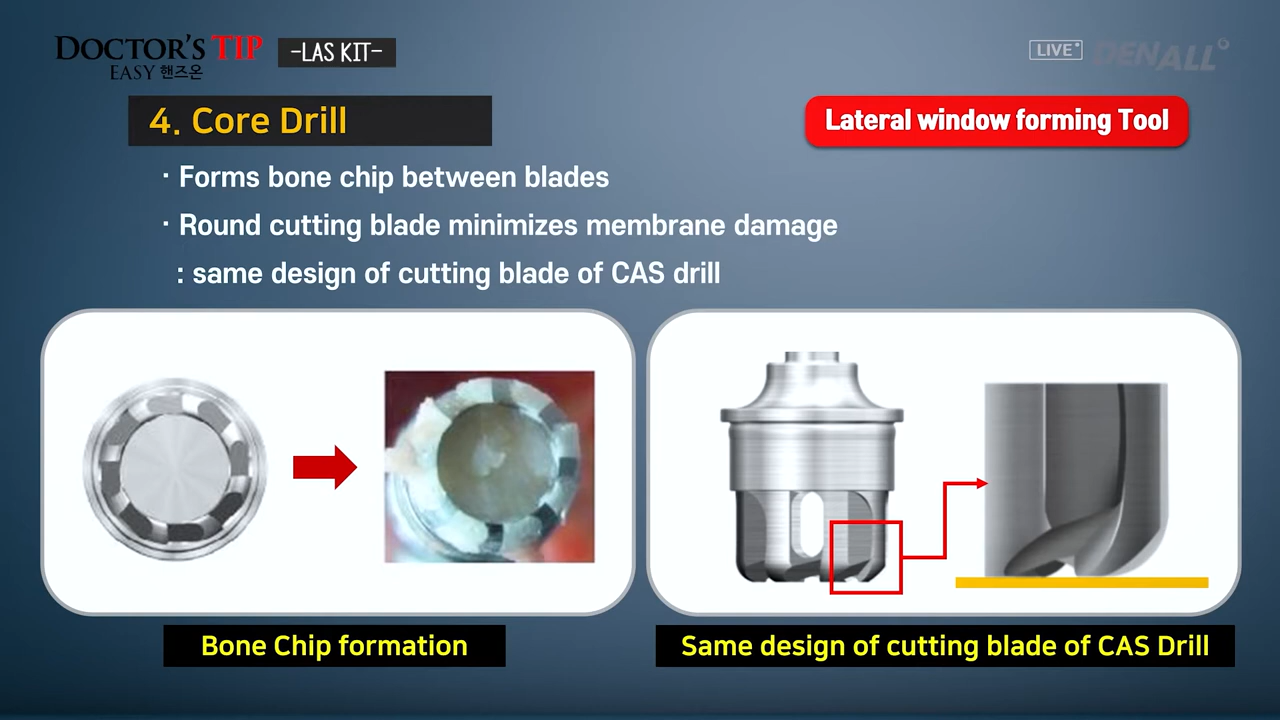 DOCTOR'S TIP
EASY 핸즈온
-LAS KIT-
LIVE
DENALL
4. Core Drill
Lateral window forming Tool
· Forms bone chip between blades
· Round cutting blade minimizes membrane damage
: same design of cutting blade of CAS drill
Bone Chip formation
Same design of cutting blade of CAS Drill